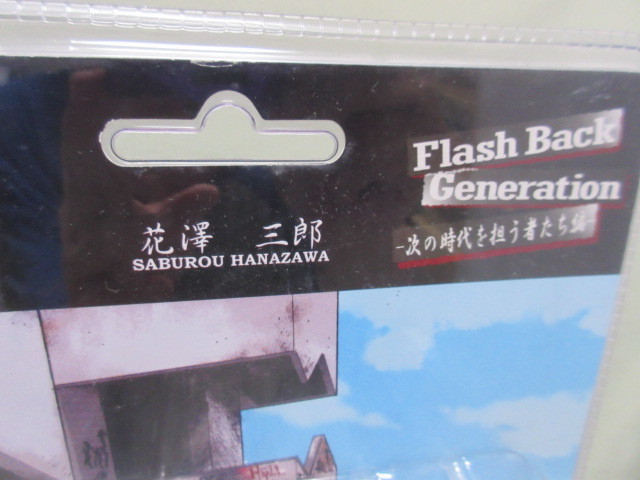 Flash Back
Generation
-次の時代を担う者たち編-
花澤 三郎
SABUROU HANAZAWA